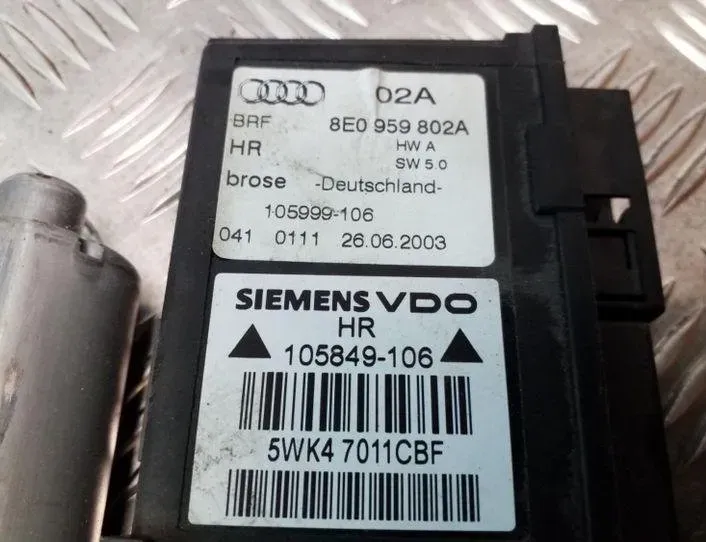 02A
BRF 8E0 959 802A
HR HW A
SW 5.0
brose -Deutschland-
105999-106
041 0111 26.06.2003
SIEMENS VDO
HR
105849-106
5WK4 7011CBF